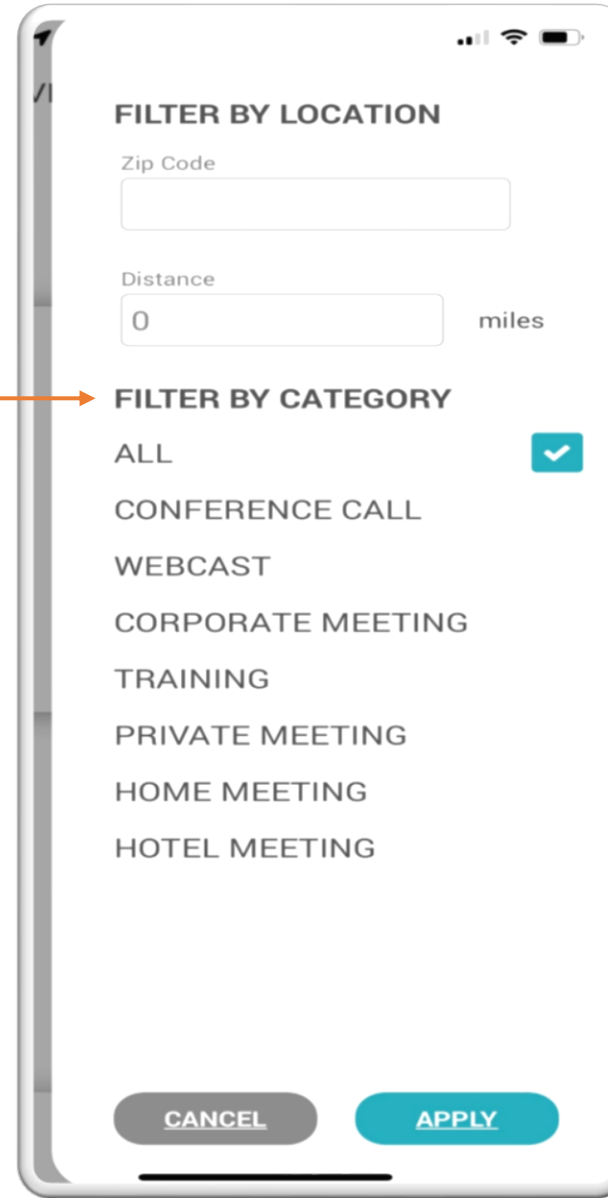 VI
FILTER BY LOCATION
Zip Code
Distance
0 miles
FILTER BY CATEGORY
ALL
CONFERENCE CALL
WEBCAST
CORPORATE MEETING
TRAINING
PRIVATE MEETING
HOME MEETING
HOTEL MEETING
CANCEL APPLY